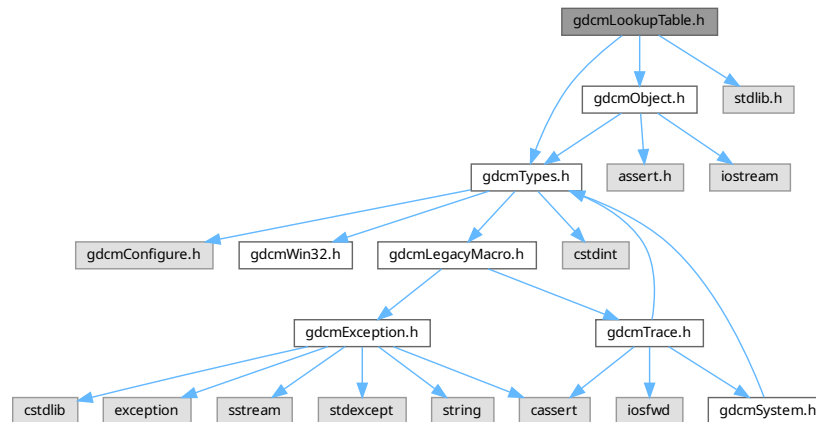 gdcmLookupTable.h
gdcmObject.h
stdlib.h
gdcmTypes.h
assert.h
iostream
gdcmConfigure.h
gdcmWin32.h
gdcmLegacyMacro.h
cstdint
gdcmException.h
gdcmTrace.h
cstdlib
exception
sstream
stdexcept
string
cassert
iosfwd
gdcmSystem.h